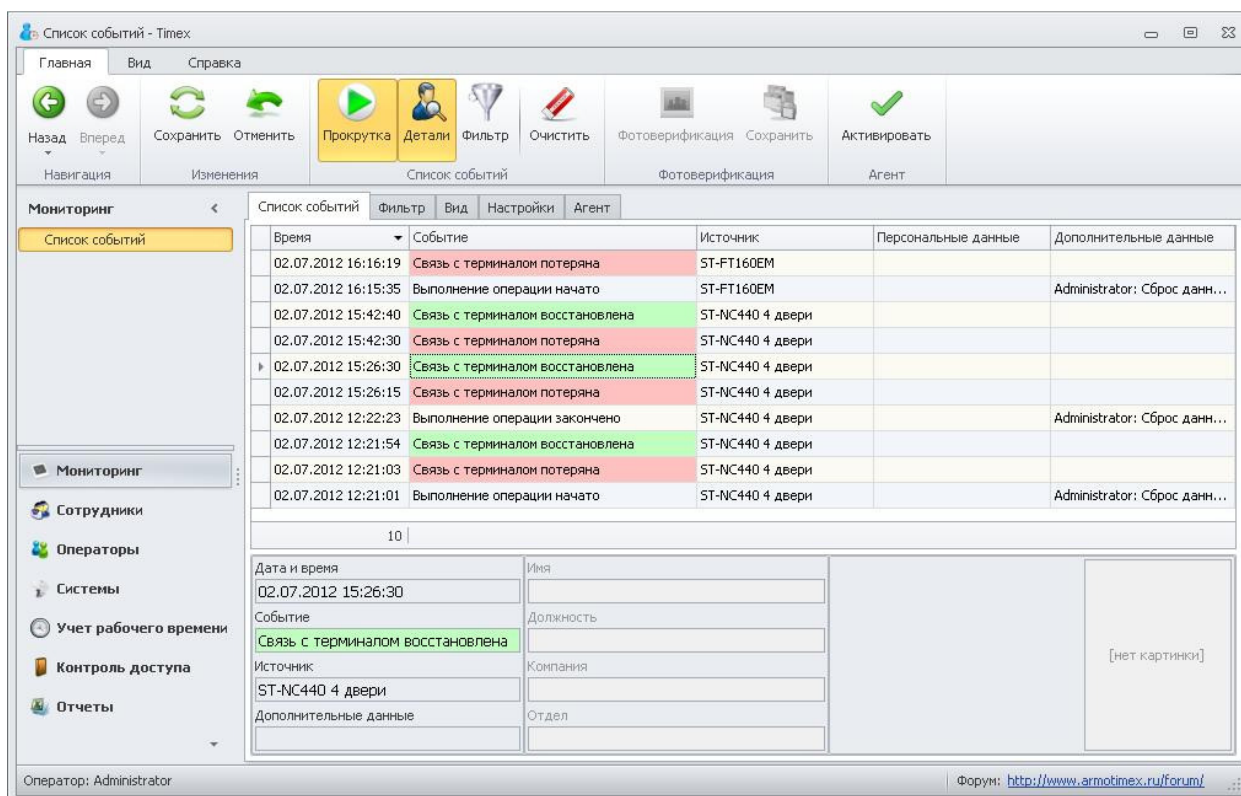 Список событий - Timex
Главная Вид Справка
Назад Вперед Сохранить Отменить Прокрутка Детали Фильтр Очистить Фотоверификация Сохранить Активировать
Навигация Изменения Список событий Фотоверификация Агент
Мониторинг
Список событий
Список событий Фильтр Вид Настройки Агент
Время Событие Источник Персональные данные Дополнительные данные
02.07.2012 16:16:19 Связь с терминалом потеряна ST-FT160EM
02.07.2012 16:15:35 Выполнение операции начато ST-FT160EM Administrator: Сброс данн...
02.07.2012 15:42:40 Связь с терминалом восстановлена ST-NC440 4 двери
02.07.2012 15:42:30 Связь с терминалом потеряна ST-NC440 4 двери
02.07.2012 15:26:30 Связь с терминалом восстановлена ST-NC440 4 двери
02.07.2012 15:26:15 Связь с терминалом потеряна ST-NC440 4 двери
02.07.2012 12:22:23 Выполнение операции закончено ST-NC440 4 двери Administrator: Сброс данн...
02.07.2012 12:21:54 Связь с терминалом восстановлена ST-NC440 4 двери
02.07.2012 12:21:03 Связь с терминалом потеряна ST-NC440 4 двери
02.07.2012 12:21:01 Выполнение операции начато ST-NC440 4 двери Administrator: Сброс данн...
10
Мониторинг
Сотрудники
Операторы
Системы
Учет рабочего времени
Контроль доступа
Отчеты
Дата и время
02.07.2012 15:26:30
Событие
Связь с терминалом восстановлена
Источник
ST-NC440 4 двери
Дополнительные данные
Имя
Должность
Компания
Отдел
[нет картинки]
Оператор: Administrator
Форум: http://www.armotimex.ru/forum/